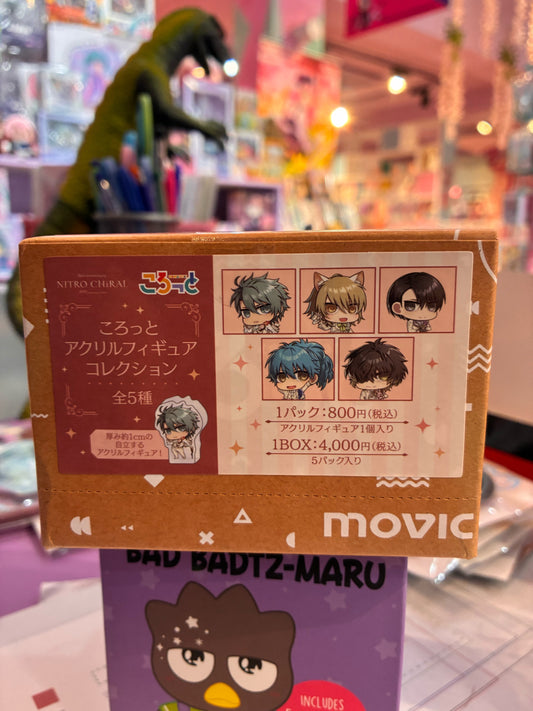 NITRO CHiRAL
ころっと
ころっと
アクリルフィギュア
コレクション
全5種
厚み約1cmの
自立する
アクリルフィギュア！
1パック：800円(税込)
アクリルフィギュア1個入り
1BOX：4,000円(税込)
5パック入り
movic
BAD BADTZ-MARU
INCLUDES